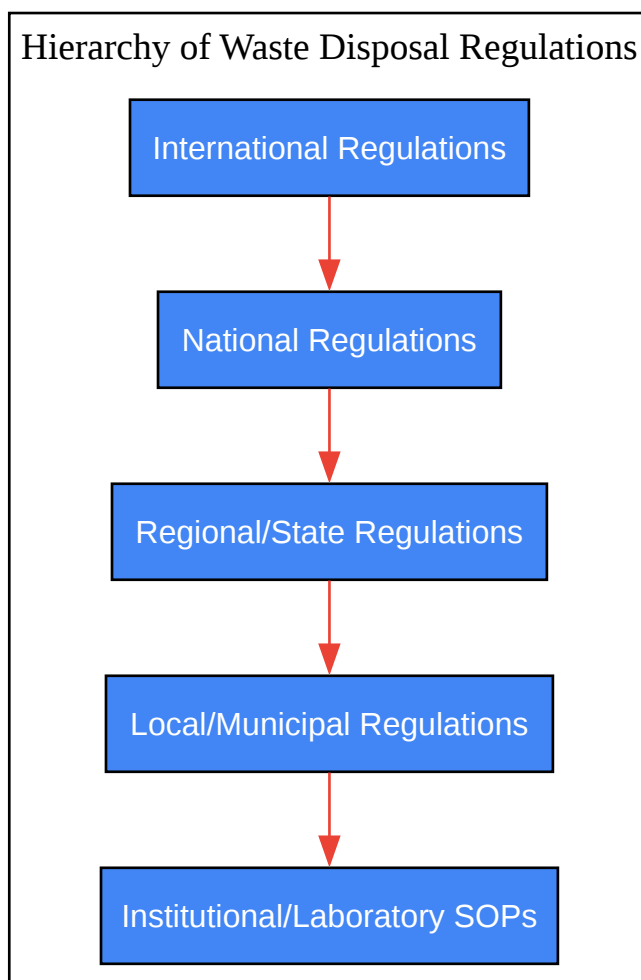 Hierarchy of Waste Disposal Regulations
International Regulations
National Regulations
Regional/State Regulations
Local/Municipal Regulations
Institutional/Laboratory SOPs